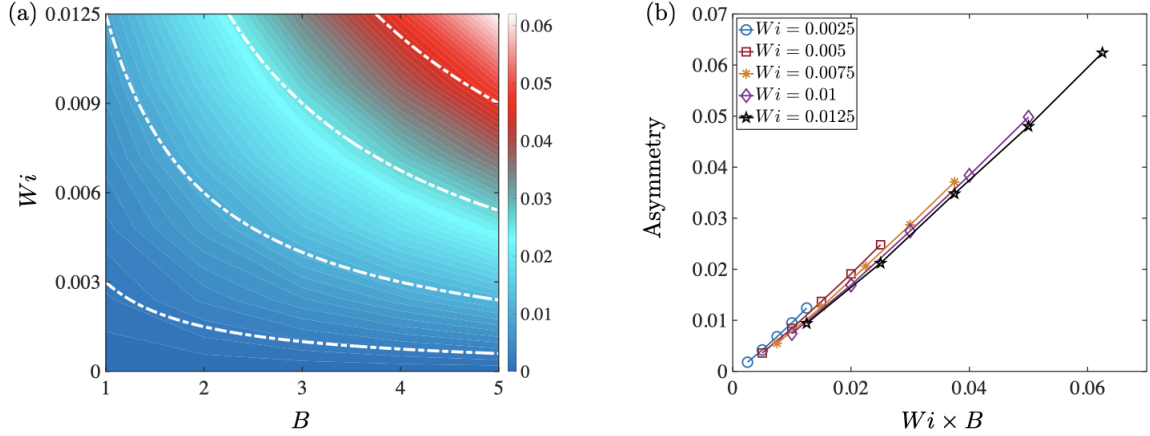 (a)
0.0125
0.009
0.006
0.003
0
Wi
1
2
3
4
5
B
0.06
0.05
0.04
0.03
0.02
0.01
0
(b)
0.07
0.06
0.05
0.04
0.03
0.02
0.01
0
Asymmetry
Wi = 0.0025
Wi = 0.005
Wi = 0.0075
Wi = 0.01
Wi = 0.0125
0
0.02
0.04
0.06
Wi × B